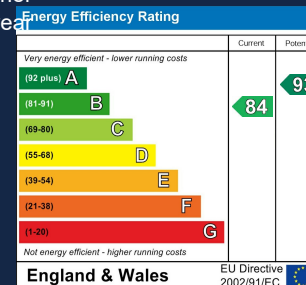 Energy Efficiency Rating
Current
Very energy efficient - lower running costs
(92 plus) A
(81-91) B
84
(69-80) C
(55-68) D
(39-54) E
(21-38) F
(1-20) G
Not energy efficient - higher running costs
England & Wales
EU Directive
2002/91/EC